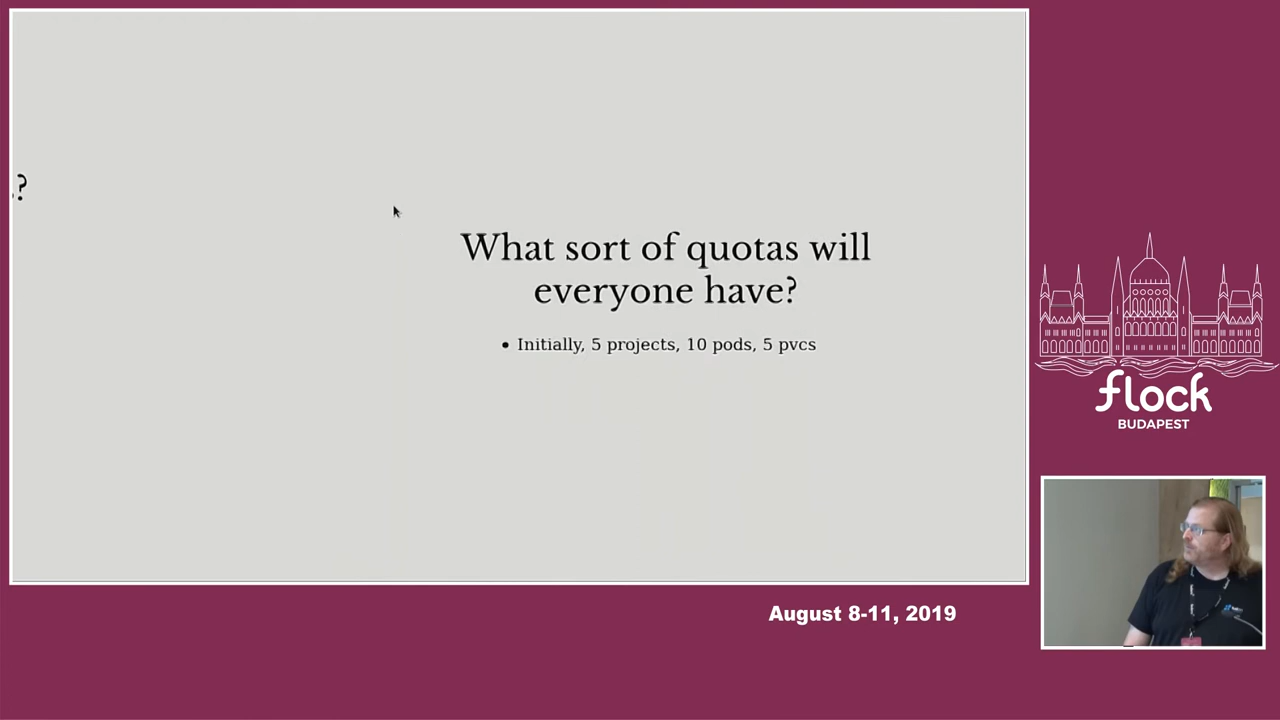 .?
What sort of quotas will
everyone have?
• Initially, 5 projects, 10 pods, 5 pvcs
flock
BUDAPEST
August 8-11, 2019